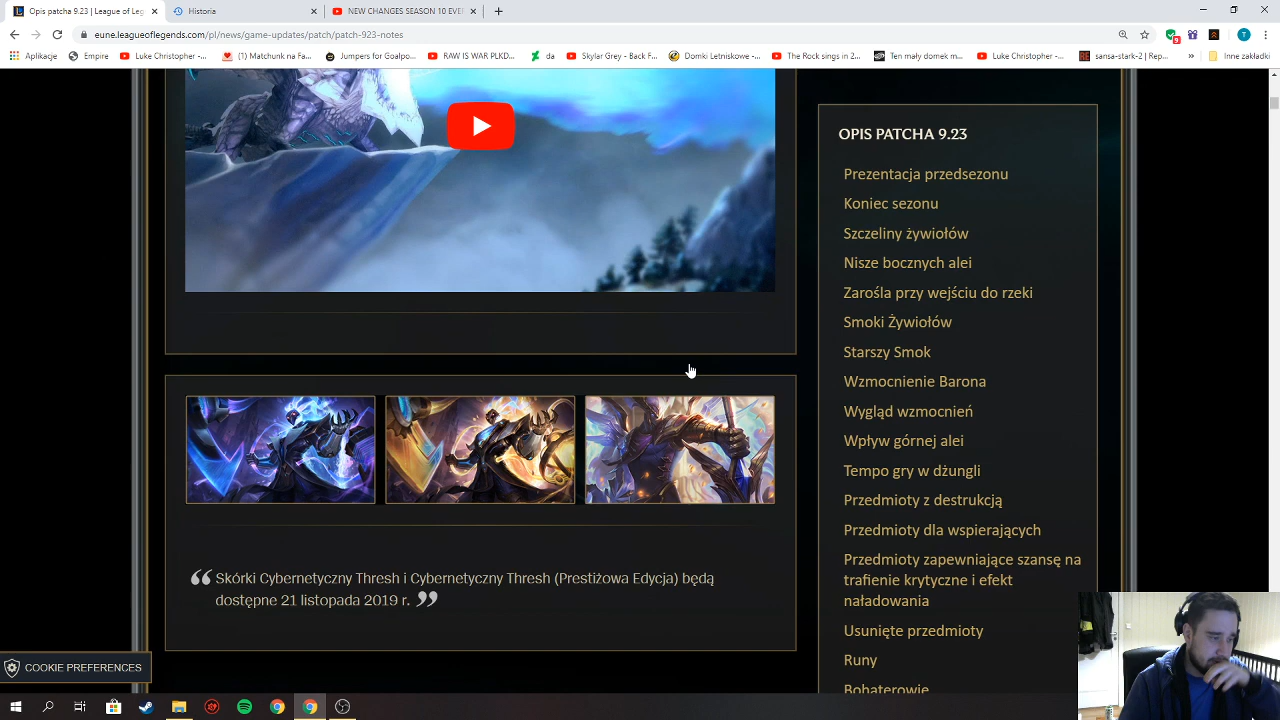 Opis patcha 9.23 | League of Leg
Historia
NEW CHANGES SEASON 10 EVE
eune.leagueoflegends.com/pl/news/game-updates/patch/patch-923-notes
9
T
Aplikacje
Empire
Luke Christopher -...
(1) Matchunk na Fa...
Jumpers for Goalpo...
RAW IS WAR PLKD...
da
Skylar Grey - Back F...
Domki Letniskowe -...
The Rock sings in 2...
Ten mały domek m...
Luke Christopher -...
sansa-stark-2 | Rep...
»
Inne zakładki
OPIS PATCHA 9.23
Prezentacja przedsezonu
Koniec sezonu
Szczeliny żywiołów
Nisze bocznych alei
Zarośla przy wejściu do rzeki
Smoki Żywiołów
Starszy Smok
Wzmocnienie Barona
Wygląd wzmocnień
Wpływ górnej alei
Tempo gry w dżungli
Przedmioty z destrukcją
Przedmioty dla wspierających
Przedmioty zapewniające szansę na
trafienie krytyczne i efekt
naładowania
Usunięte przedmioty
Runy
Bohaterowie
“ Skórki Cybernetyczny Thresh i Cybernetyczny Thresh (Prestiżowa Edycja) będą
dostępne 21 listopada 2019 r. ”
COOKIE PREFERENCES